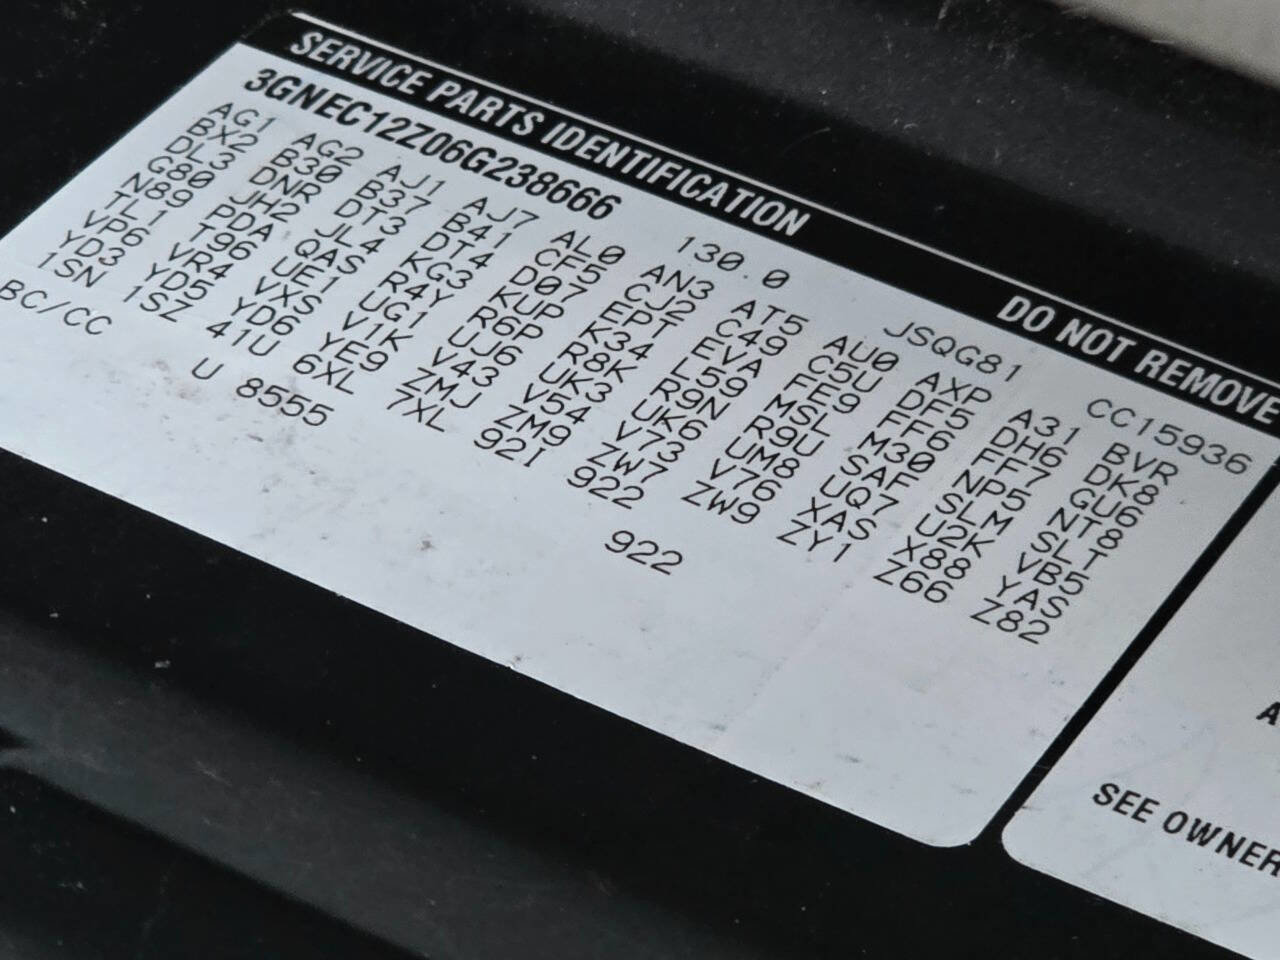 SERVICE PARTS IDENTIFICATION DO NOT REMOVE
3GNEC12Z06G238666 130.0 JSQG81 CC15936
AG1 AG2 AJ1 AJ7 AL0 AN3 AT5 AU0 AXP A31 BVR
BX2 B30 B37 B41 CF5 CJ2 C49 C5U DF5 DH6 DK8
DL3 DNR DT3 DT4 D07 EPT EVA FE9 FF6 FF7 GU6
G80 JH2 JL4 KG3 KUP K34 L59 MSL M30 NP5 NT8
N89 PDA QAS R4Y R6P R8K R9N R9U SAF SLM SLT
TL1 T96 UE1 UG1 UJ6 UK3 UK6 UM8 UQ7 U2K VB5
VP6 VR4 VXS V1K V43 V54 V73 V76 XAS X88 YAS
YD3 YD5 YD6 YE9 ZMJ ZM9 ZW7 ZW9 ZY1 Z66 Z82
1SN 1SZ 41U 6XL 7XL 92I 922
BC/CC U 8555 922
SEE OWNER